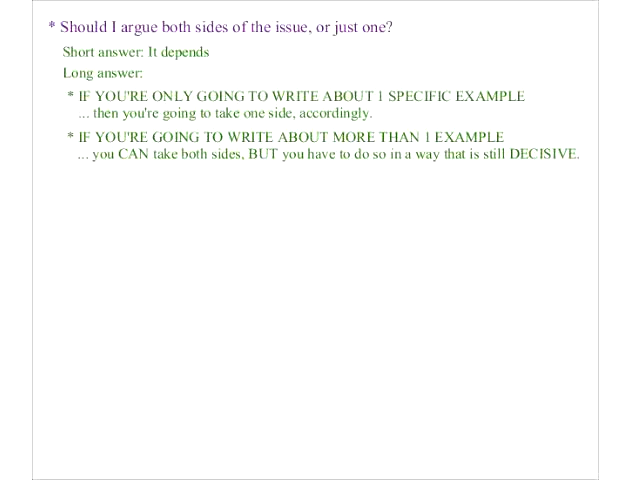 * Should I argue both sides of the issue, or just one?
Short answer: It depends
Long answer:
* IF YOU'RE ONLY GOING TO WRITE ABOUT 1 SPECIFIC EXAMPLE
... then you're going to take one side, accordingly.
* IF YOU'RE GOING TO WRITE ABOUT MORE THAN 1 EXAMPLE
... you CAN take both sides, BUT you have to do so in a way that is still DECISIVE.